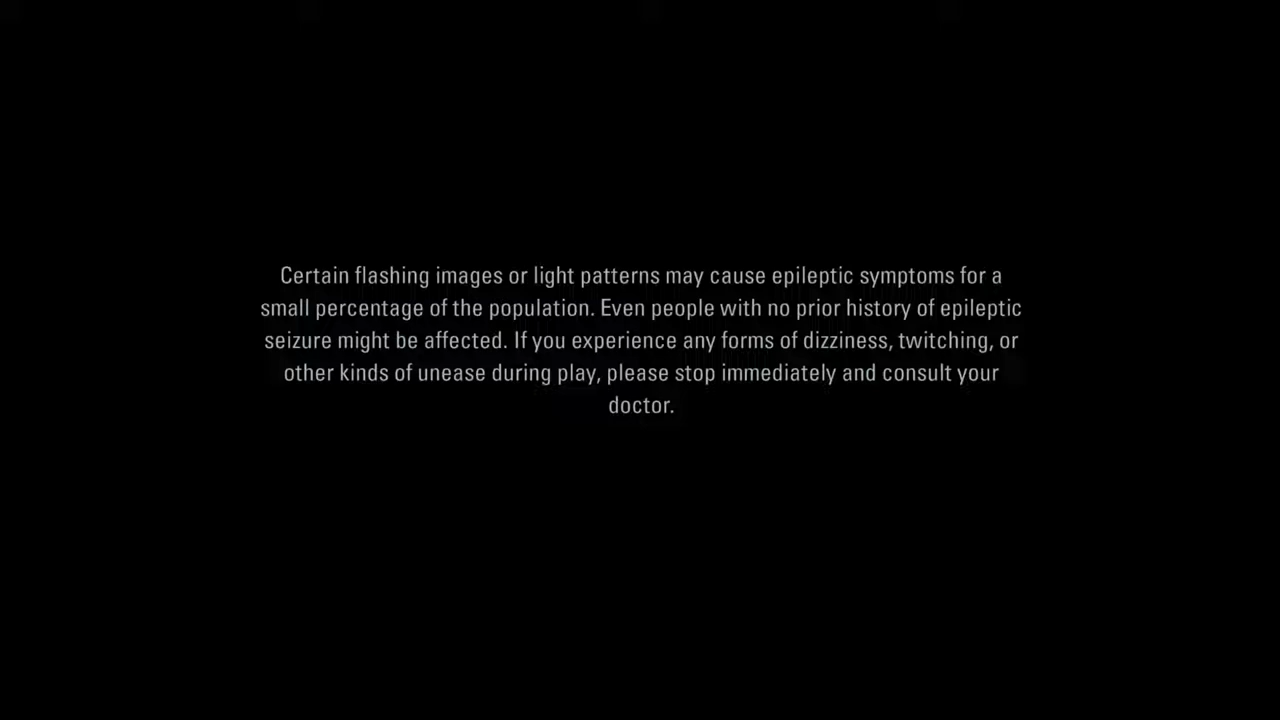 Certain flashing images or light patterns may cause epileptic symptoms for a
small percentage of the population. Even people with no prior history of epileptic
seizure might be affected. If you experience any forms of dizziness, twitching, or
other kinds of unease during play, please stop immediately and consult your
doctor.